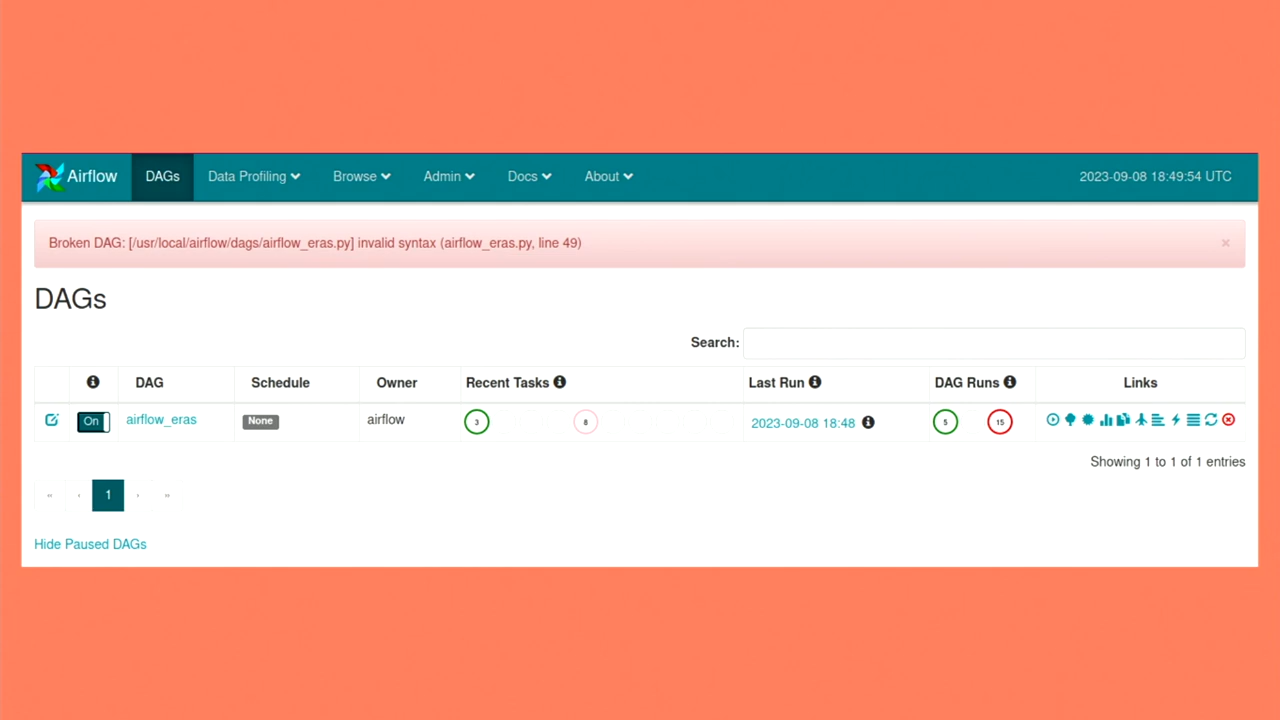 Airflow DAGs Data Profiling Browse Admin Docs About 2023-09-08 18:49:54 UTC
Broken DAG: [/usr/local/airflow/dags/airflow_eras.py] invalid syntax (airflow_eras.py, line 49) ×
DAGs
Search:
DAG Schedule Owner Recent Tasks Last Run DAG Runs Links
On airflow_eras None airflow 3 8 2023-09-08 18:48 5 15
Showing 1 to 1 of 1 entries
« ‹ 1 › »
Hide Paused DAGs